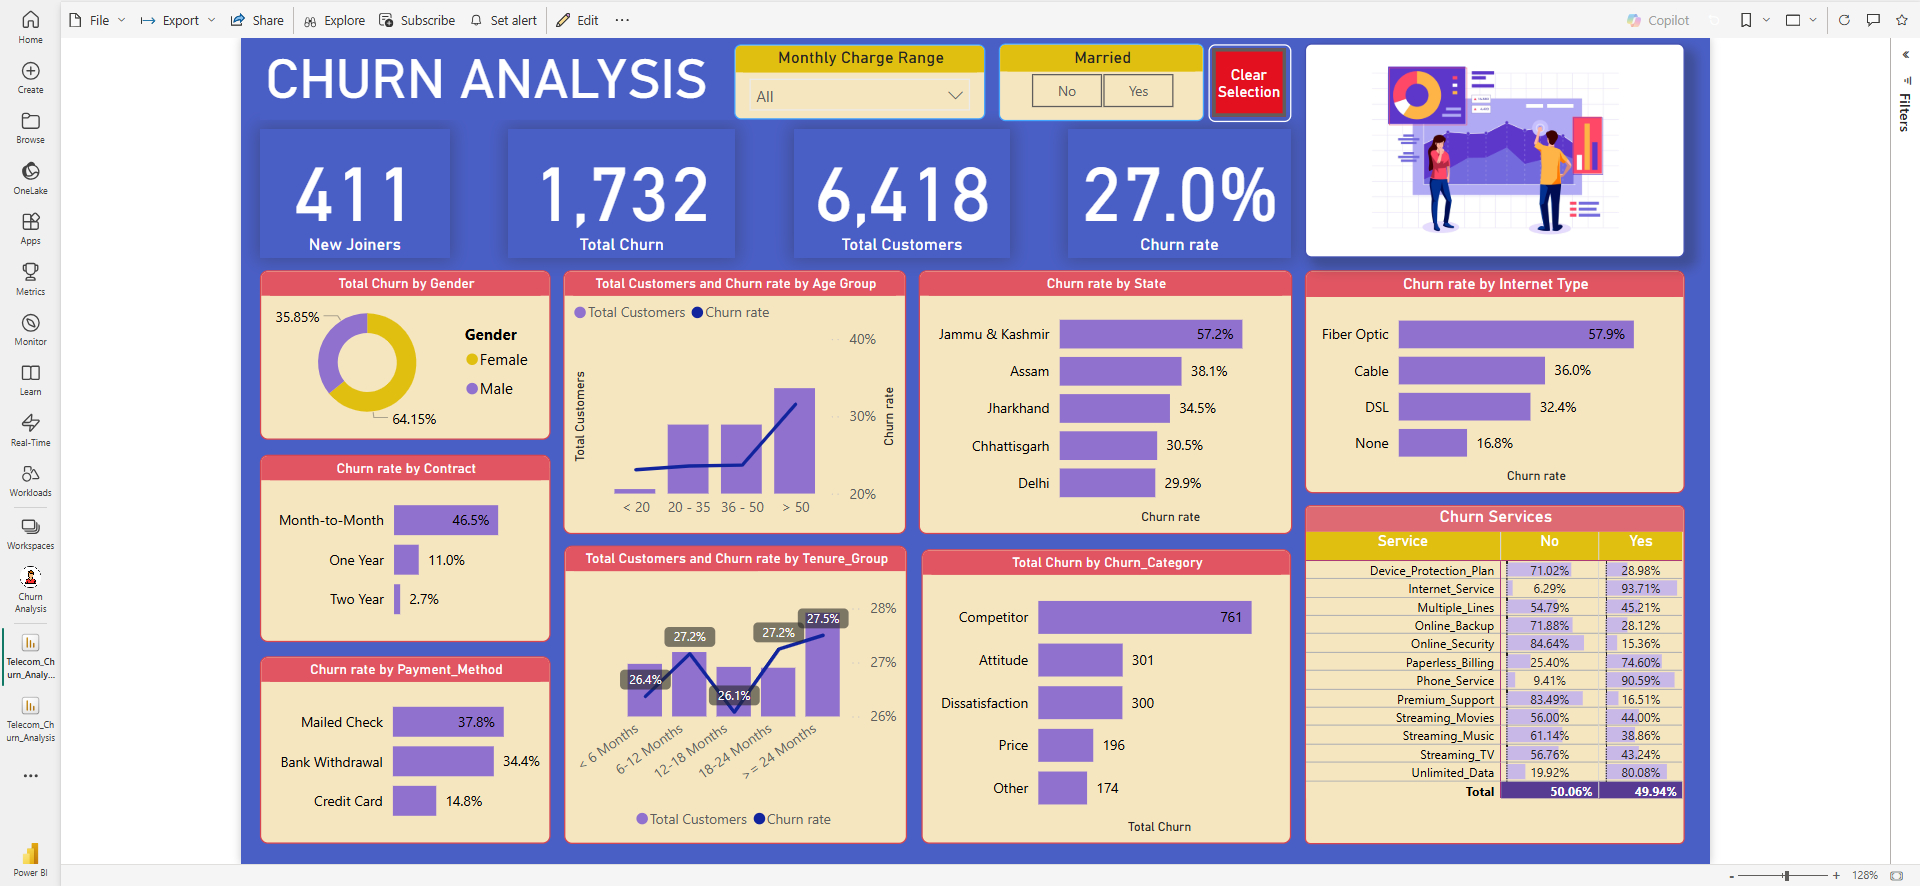 File
Export
Share
Explore
Subscribe
Set alert
Edit
Copilot
Home
Create
Browse
OneLake
Apps
Metrics
Monitor
Learn
Real-Time
Workloads
Workspaces
Churn
Analysis
Telecom_Ch
urn_Analy...
Telecom_Ch
urn_Analysis
Power BI
CHURN ANALYSIS
Monthly Charge Range
All
Married
No
Yes
Clear
Selection
Filters
411
New Joiners
1,732
Total Churn
6,418
Total Customers
27.0%
Churn rate
Total Churn by Gender
35.85%
64.15%
Gender
Female
Male
Churn rate by Contract
Month-to-Month 46.5%
One Year 11.0%
Two Year 2.7%
Churn rate by Payment_Method
Mailed Check 37.8%
Bank Withdrawal 34.4%
Credit Card 14.8%
Total Customers and Churn rate by Age Group
Total Customers
Churn rate
Total Customers
40%
30%
20%
Churn rate
< 20
20 - 35
36 - 50
> 50
Total Customers and Churn rate by Tenure_Group
28%
27%
26%
26.4%
27.2%
26.1%
27.2%
27.5%
< 6 Months
6-12 Months
12-18 Months
18-24 Months
>= 24 Months
Total Customers
Churn rate
Churn rate by State
Jammu & Kashmir 57.2%
Assam 38.1%
Jharkhand 34.5%
Chhattisgarh 30.5%
Delhi 29.9%
Churn rate
Total Churn by Churn_Category
Competitor 761
Attitude 301
Dissatisfaction 300
Price 196
Other 174
Total Churn
Churn rate by Internet Type
Fiber Optic 57.9%
Cable 36.0%
DSL 32.4%
None 16.8%
Churn rate
Churn Services
Service No Yes
Device_Protection_Plan 71.02% 28.98%
Internet_Service 6.29% 93.71%
Multiple_Lines 54.79% 45.21%
Online_Backup 71.88% 28.12%
Online_Security 84.64% 15.36%
Paperless_Billing 25.40% 74.60%
Phone_Service 9.41% 90.59%
Premium_Support 83.49% 16.51%
Streaming_Movies 56.00% 44.00%
Streaming_Music 61.14% 38.86%
Streaming_TV 56.76% 43.24%
Unlimited_Data 19.92% 80.08%
Total 50.06% 49.94%
128%